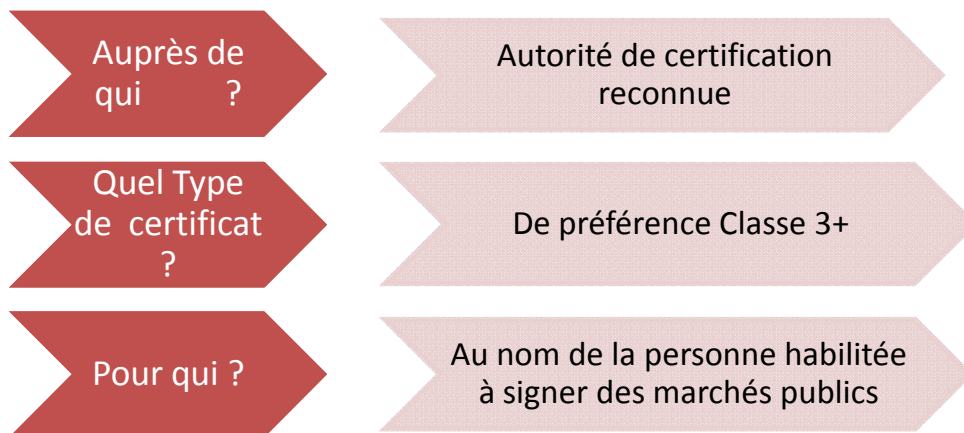 Auprès de
qui ?
Autorité de certification
reconnue
Quel Type
de certificat
?
De préférence Classe 3+
Pour qui ?
Au nom de la personne habilitée
à signer des marchés publics